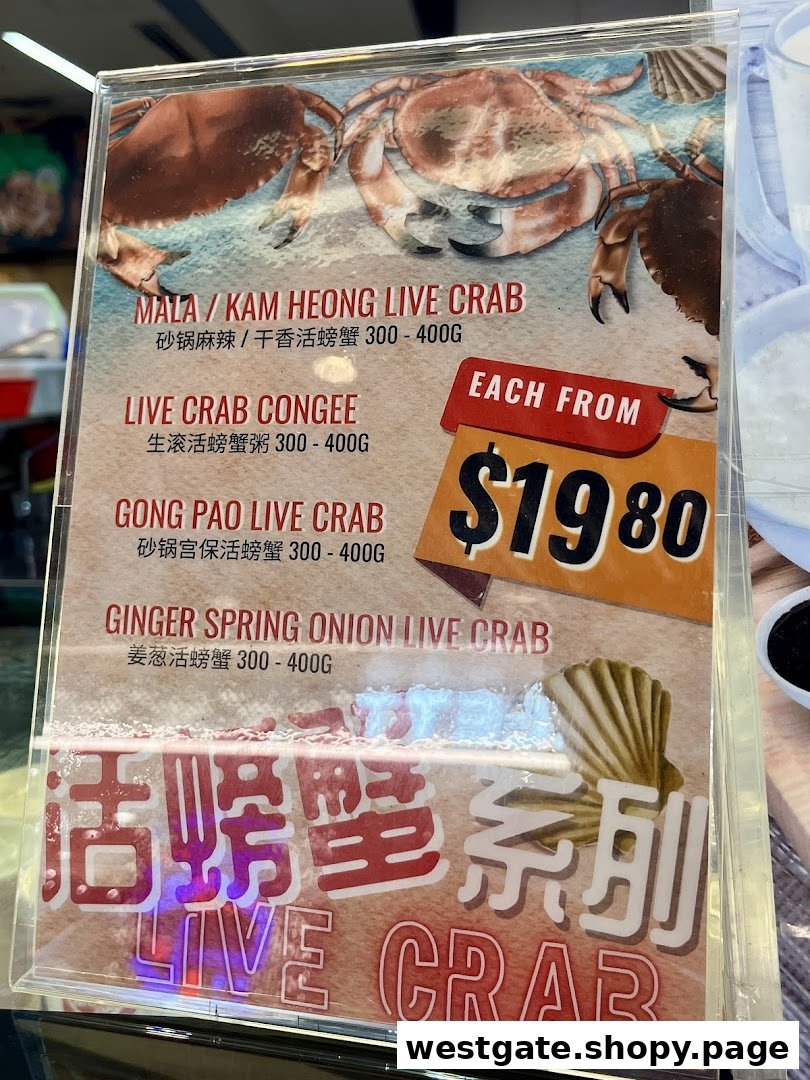 MALA / KAM HEONG LIVE CRAB
砂锅麻辣 / 干香活螃蟹 300 - 400G
LIVE CRAB CONGEE
生滚活螃蟹粥 300 - 400G
EACH FROM
$19 80
GONG PAO LIVE CRAB
砂锅宫保活螃蟹 300 - 400G
GINGER SPRING ONION LIVE CRAB
姜葱活螃蟹 300 - 400G
活螃蟹系列
LIVE CRAB
westgate.shopy.page